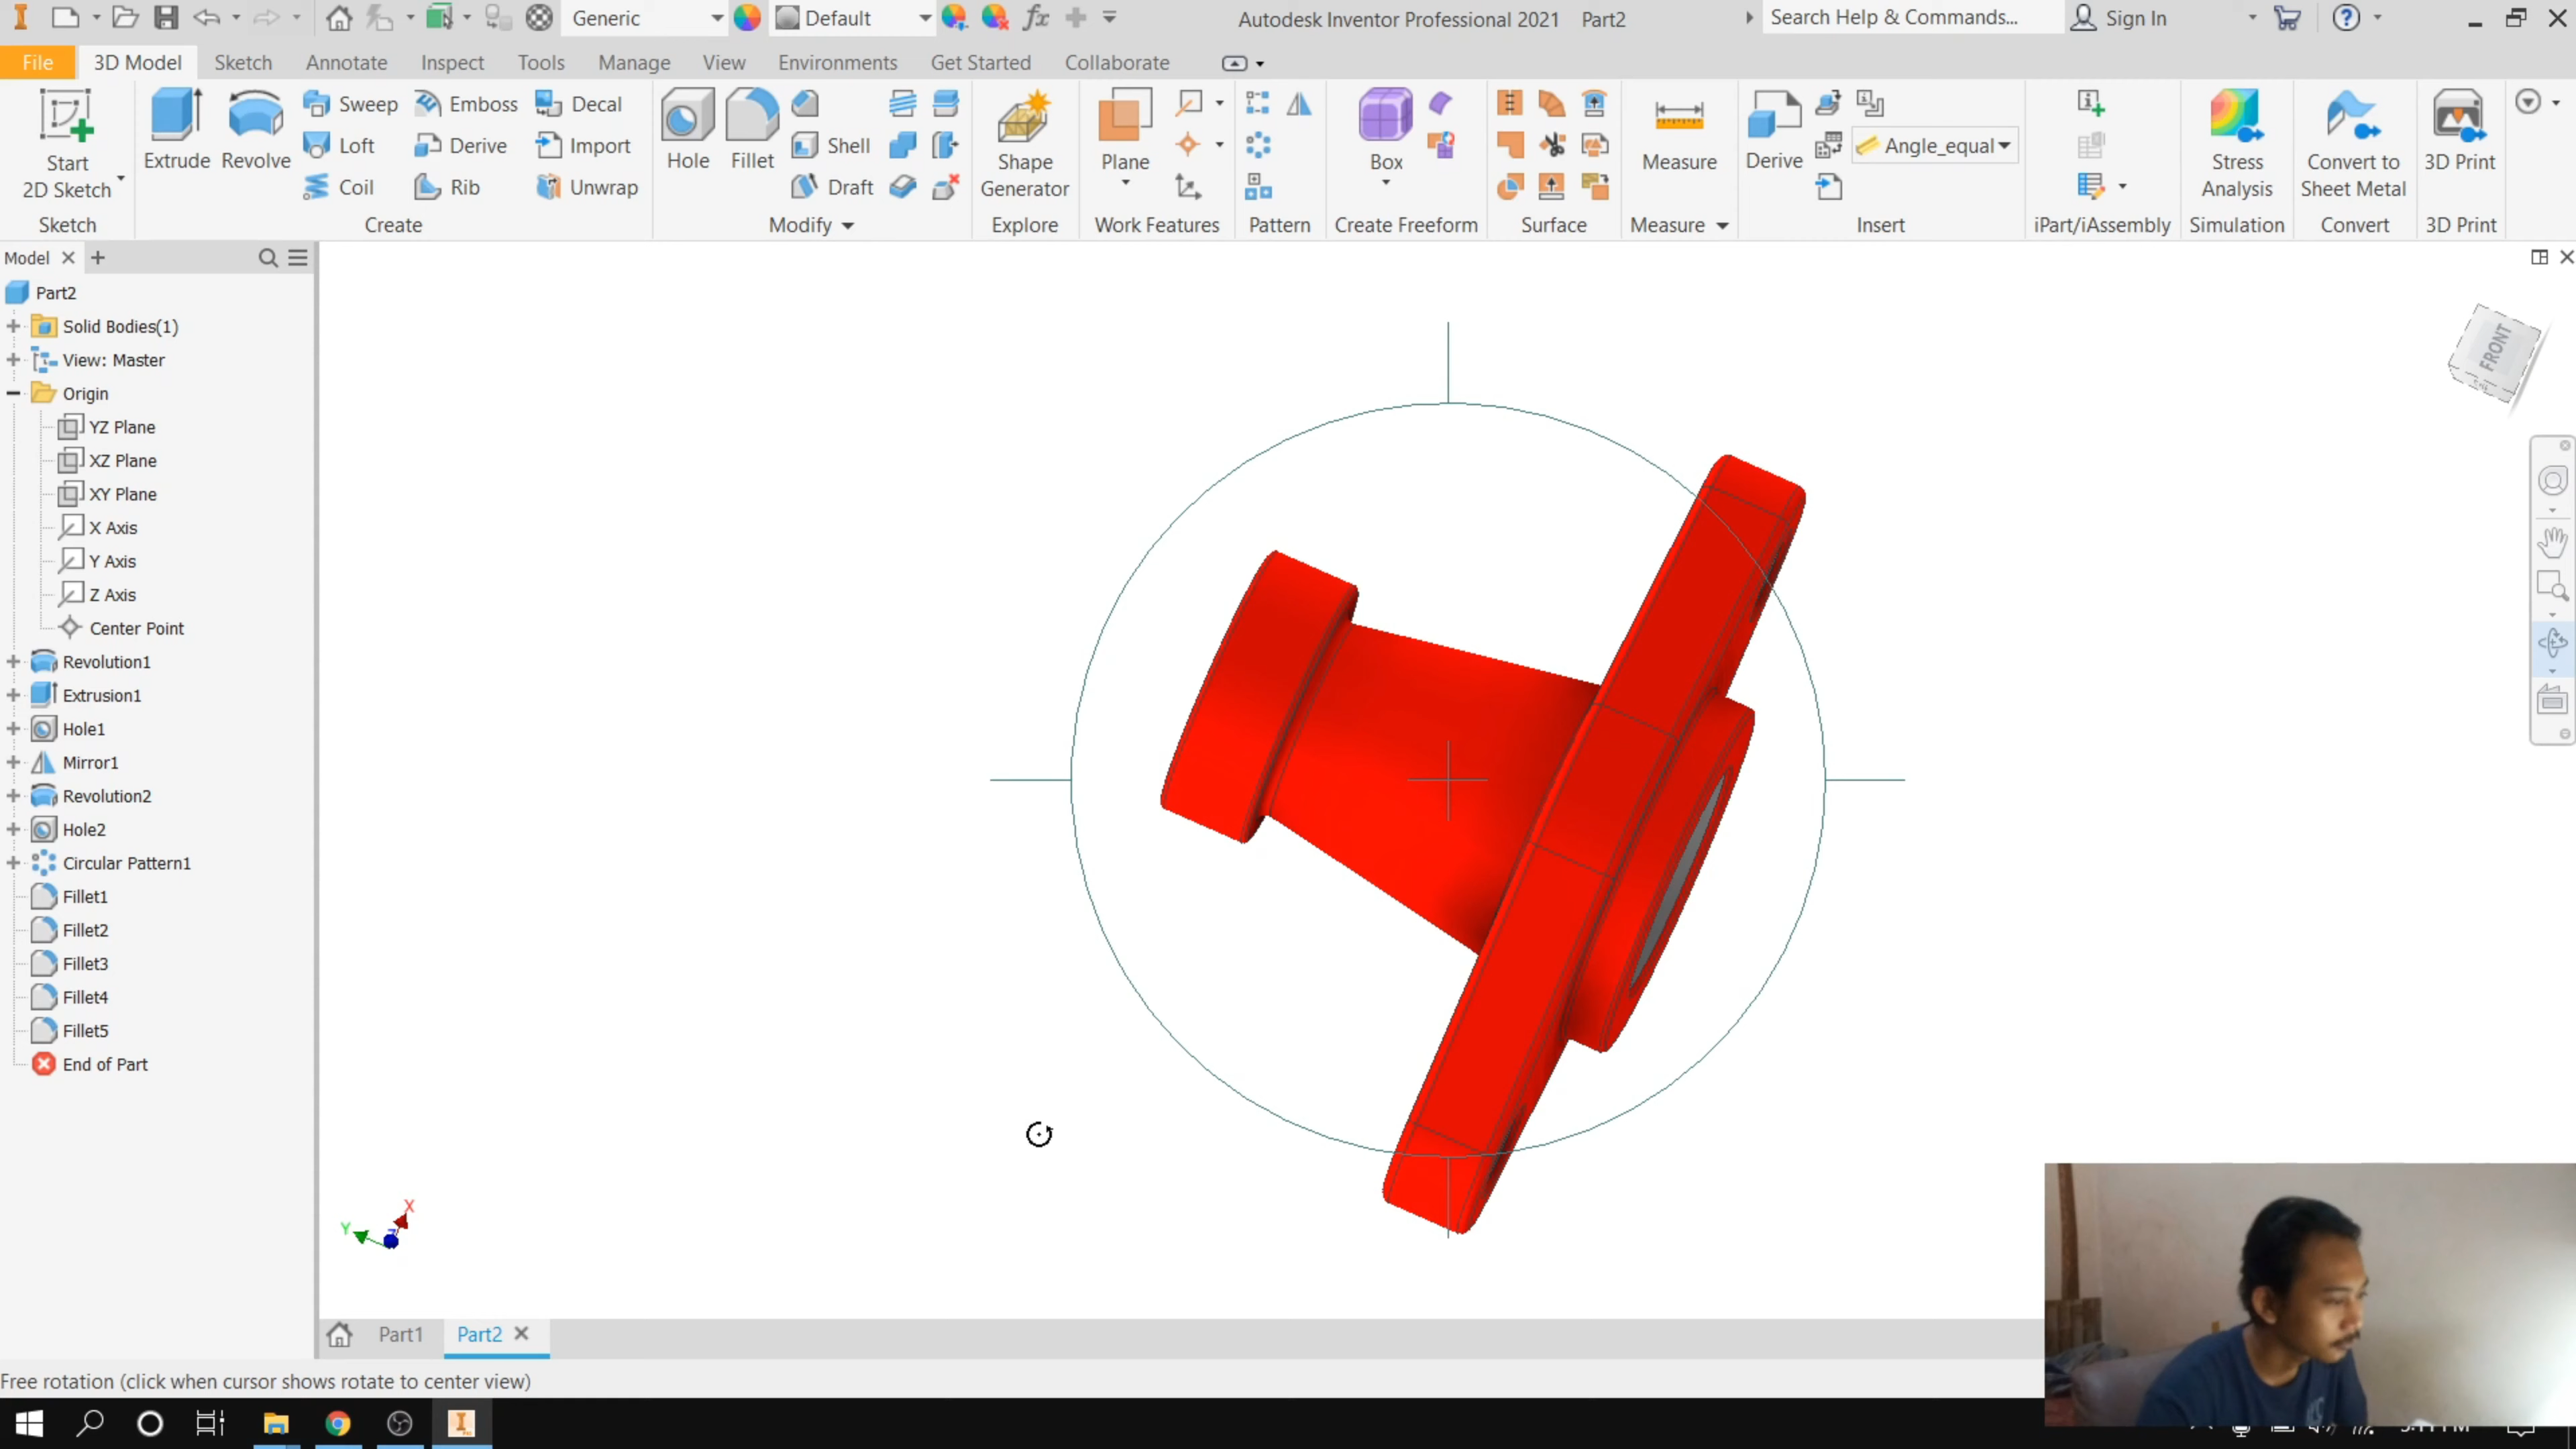 Generic
Default
fx
Autodesk Inventor Professional 2021 Part2
Search Help & Commands...
Sign In
File
3D Model
Sketch
Annotate
Inspect
Tools
Manage
View
Environments
Get Started
Collaborate
Start
2D Sketch
Extrude
Revolve
Sweep
Loft
Coil
Emboss
Derive
Rib
Decal
Import
Unwrap
Hole
Fillet
Shell
Draft
Shape
Generator
Plane
Box
Measure
Derive
Angle_equal
Stress
Analysis
Convert to
Sheet Metal
3D Print
Sketch
Create
Modify
Explore
Work Features
Pattern
Create Freeform
Surface
Measure
Insert
iPart/iAssembly
Simulation
Convert
3D Print
Model
Part2
Solid Bodies(1)
View: Master
Origin
YZ Plane
XZ Plane
XY Plane
X Axis
Y Axis
Z Axis
Center Point
Revolution1
Extrusion1
Hole1
Mirror1
Revolution2
Hole2
Circular Pattern1
Fillet1
Fillet2
Fillet3
Fillet4
Fillet5
End of Part
FRONT
X
Y
Part1
Part2
Free rotation (click when cursor shows rotate to center view)